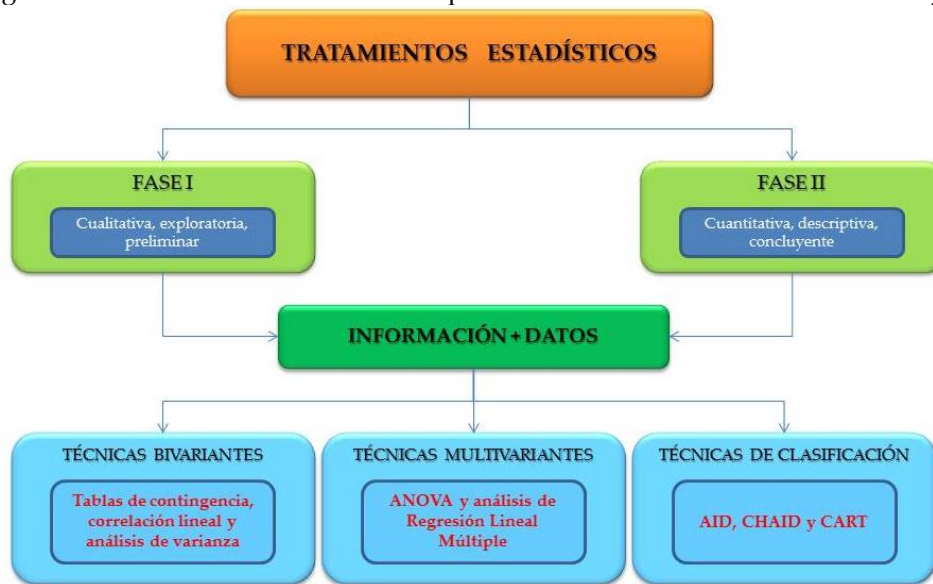 TRATAMIENTOS ESTADÍSTICOS
FASE I
Cualitativa, exploratoria,
preliminar
FASE II
Cuantitativa, descriptiva,
concluyente
INFORMACIÓN + DATOS
TÉCNICAS BIVARIANTES
Tablas de contingencia,
correlación lineal y
análisis de varianza
TÉCNICAS MULTIVARIANTES
ANOVA y análisis de
Regresión Lineal
Múltiple
TÉCNICAS DE CLASIFICACIÓN
AID, CHAID y CART